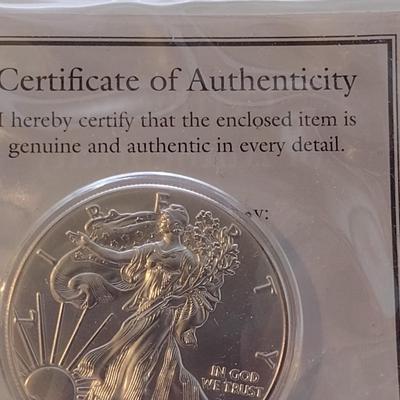 Certificate of Authenticity
I hereby certify that the enclosed item is
genuine and authentic in every detail.
LIBERTY
IN GOD
WE TRUST